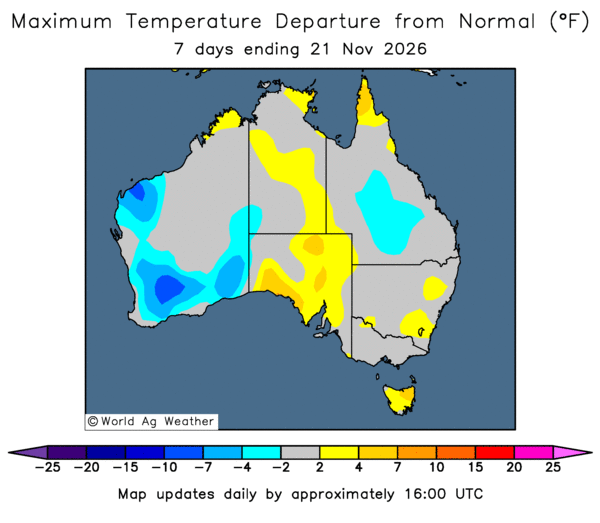 Maximum Temperature Departure from Normal (°F)
7 days ending 21 Nov 2026
©World Ag Weather
-25 -20 -15 -10 -7 -4 -2 2 4 7 10 15 20 25
Map updates daily by approximately 16:00 UTC